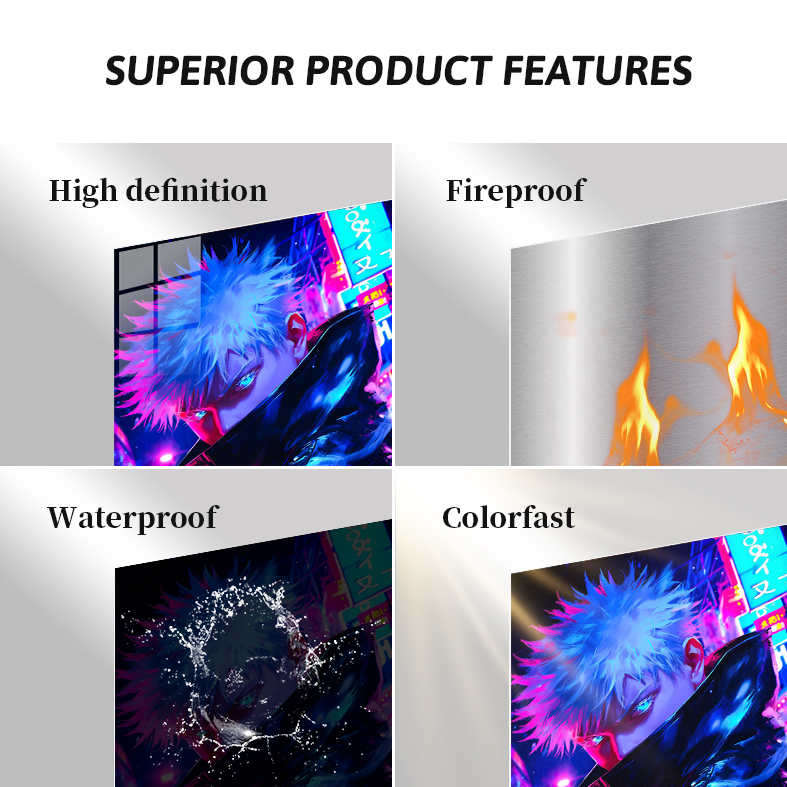 SUPERIOR PRODUCT FEATURES
High definition
Fireproof
Waterproof
Colorfast